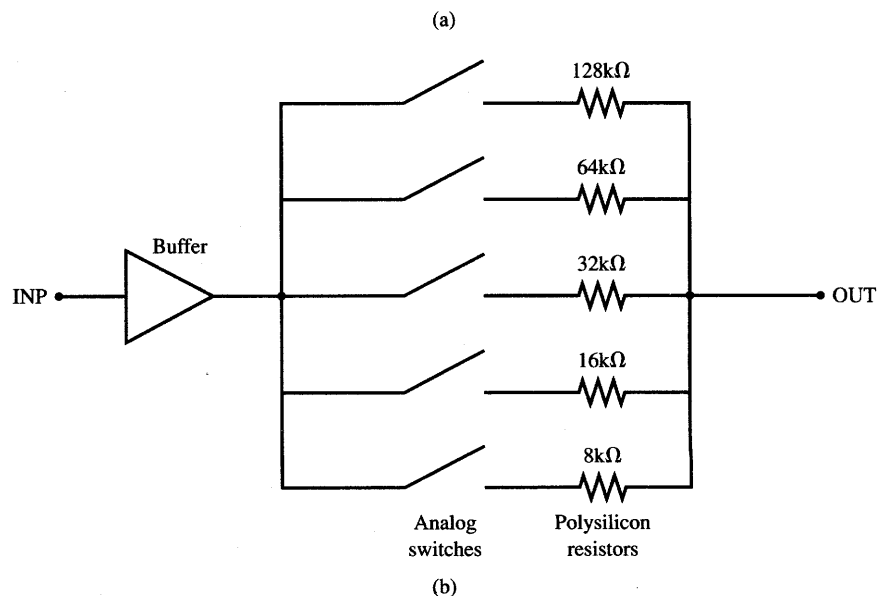 (a)
128kΩ
64kΩ
Buffer
32kΩ
INP
OUT
16kΩ
8kΩ
Analog
switches
Polysilicon
resistors
(b)